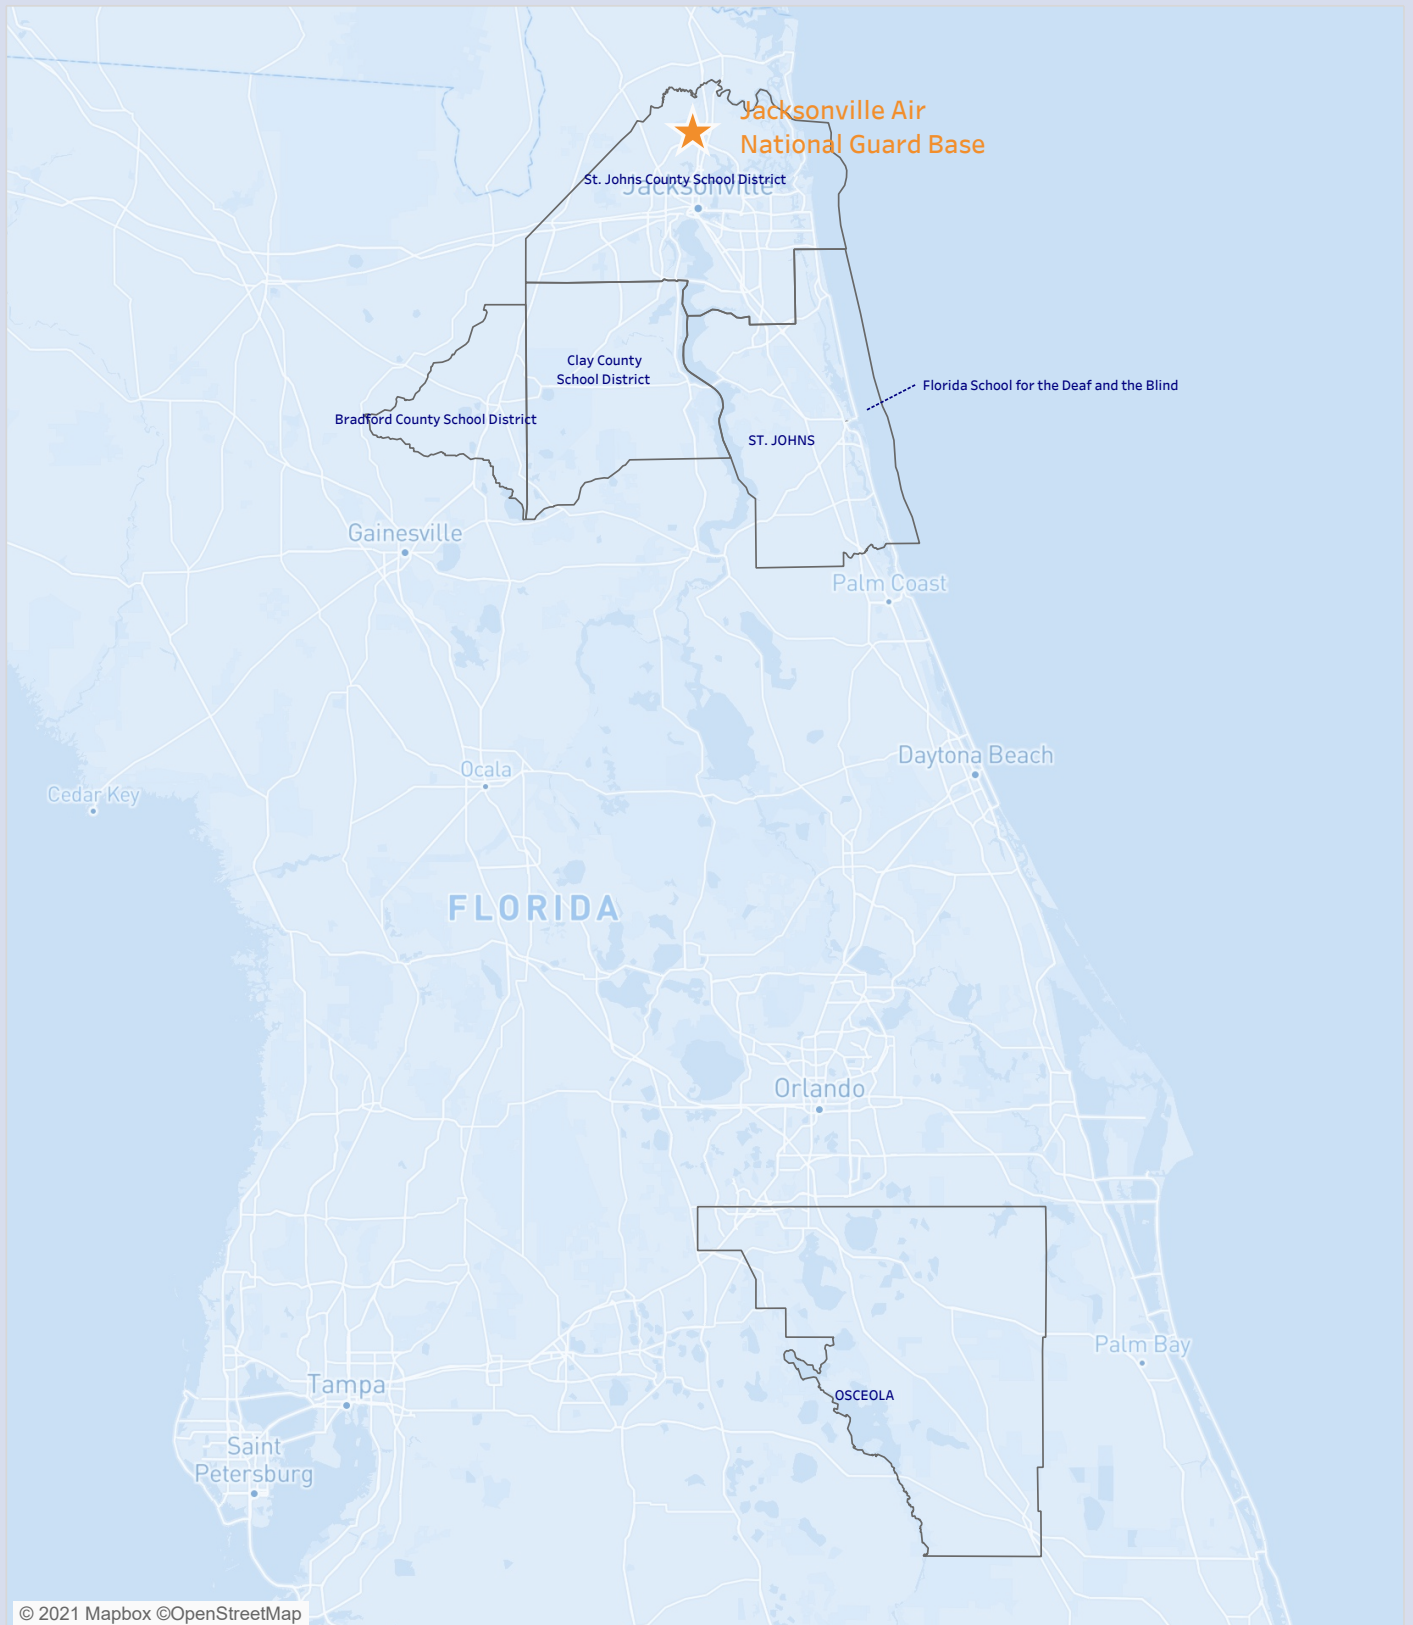 Jacksonville Air
National Guard Base
St. Johns County School District
Jacksonville
Clay County
School District
Florida School for the Deaf and the Blind
Bradford County School District
ST. JOHNS
Gainesville
Palm Coast
Daytona Beach
Ocala
Cedar Key
FLORIDA
Orlando
Palm Bay
Tampa
OSCEOLA
Saint
Petersburg
© 2021 Mapbox ©OpenStreetMap